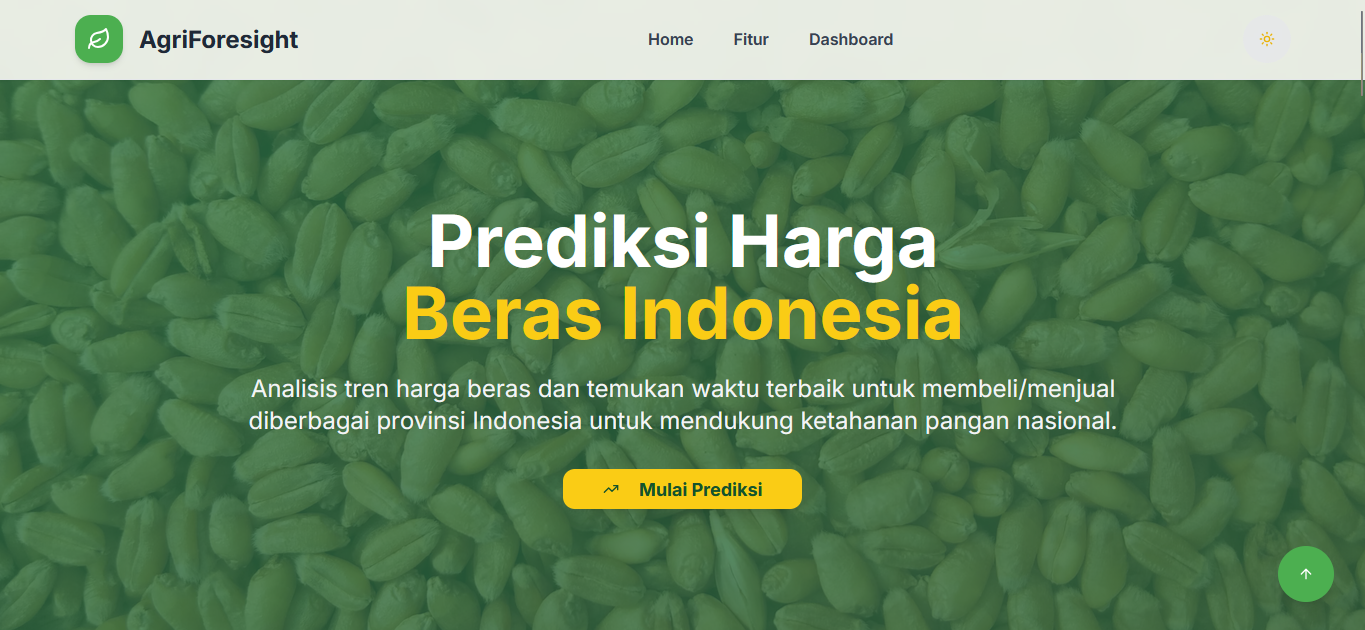 AgriForesight
Home
Fitur
Dashboard
Prediksi Harga
Beras Indonesia
Analisis tren harga beras dan temukan waktu terbaik untuk membeli/menjual
diberbagai provinsi Indonesia untuk mendukung ketahanan pangan nasional.
Mulai Prediksi